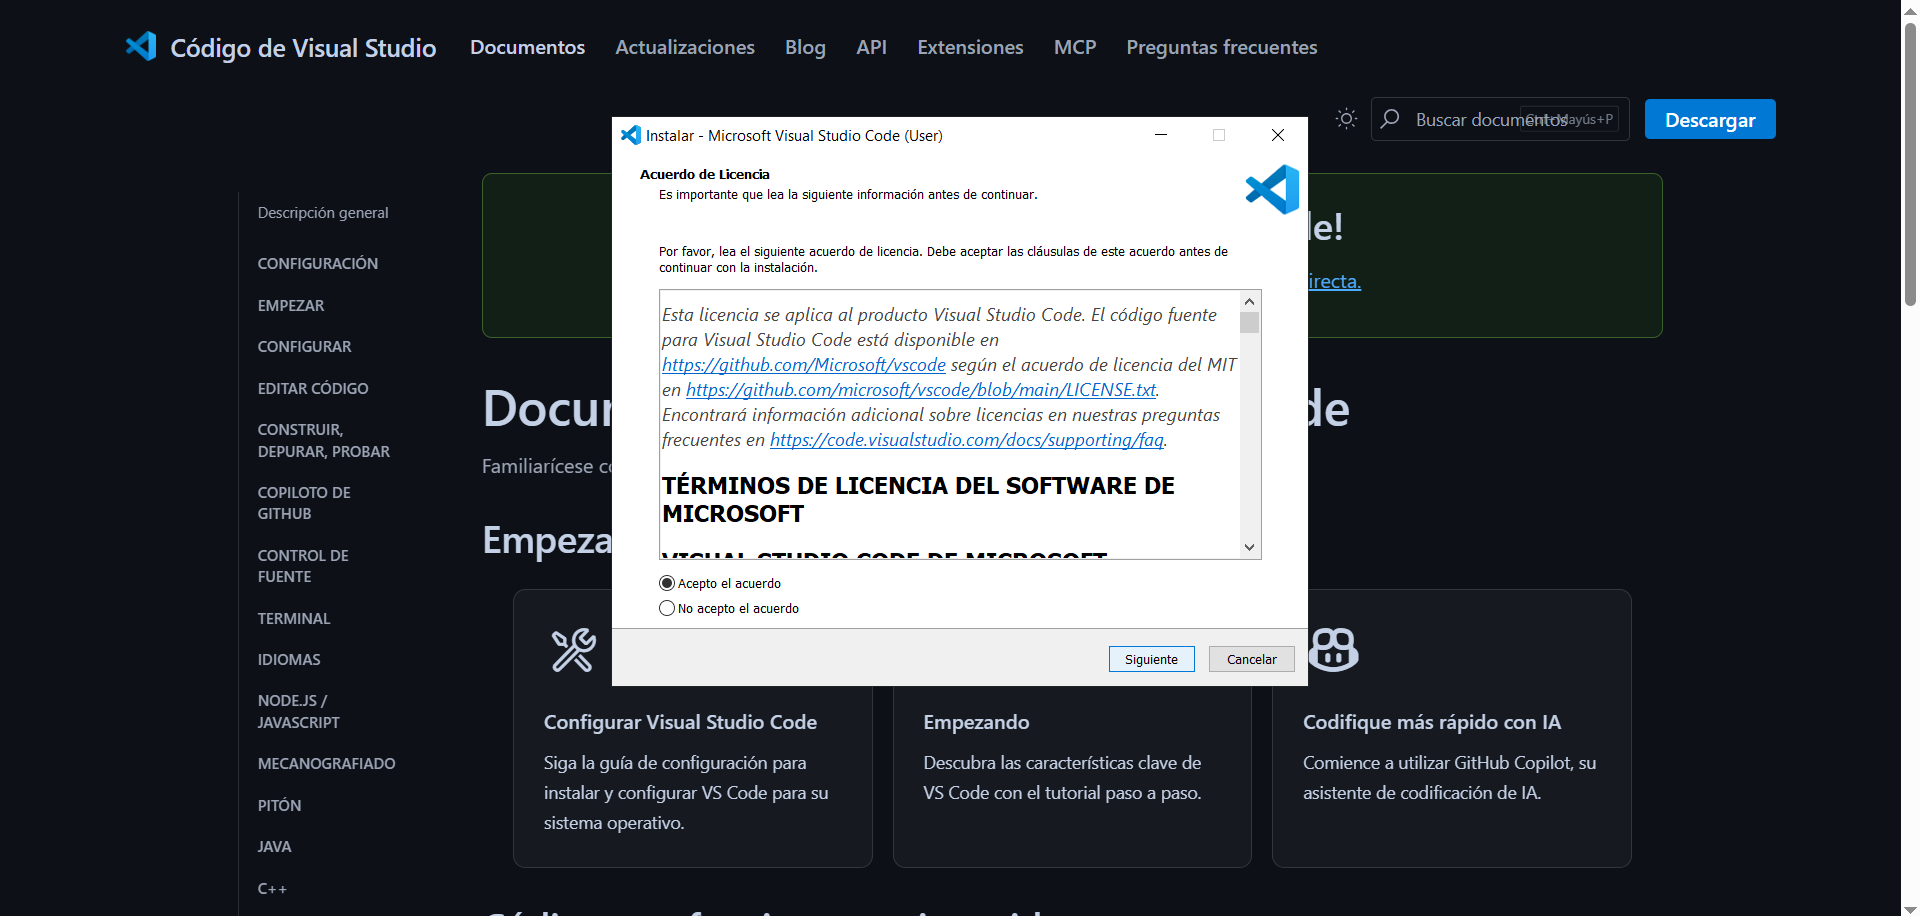 Código de Visual Studio
Documentos
Actualizaciones
Blog
API
Extensiones
MCP
Preguntas frecuentes
Buscar documentos
Descargar
Instalar - Microsoft Visual Studio Code (User)
Acuerdo de Licencia
Es importante que lea la siguiente información antes de continuar.
Por favor, lea el siguiente acuerdo de licencia. Debe aceptar las cláusulas de este acuerdo antes de
continuar con la instalación.
Esta licencia se aplica al producto Visual Studio Code. El código fuente
para Visual Studio Code está disponible en
https://github.com/Microsoft/vscode según el acuerdo de licencia del MIT
en https://github.com/microsoft/vscode/blob/main/LICENSE.txt.
Encontrará información adicional sobre licencias en nuestras preguntas
frecuentes en https://code.visualstudio.com/docs/supporting/faq.
TÉRMINOS DE LICENCIA DEL SOFTWARE DE
MICROSOFT
VISUAL STUDIO CODE DE MICROSOFT
Acepto el acuerdo
No acepto el acuerdo
Siguiente
Cancelar
Descripción general
CONFIGURACIÓN
EMPEZAR
CONFIGURAR
EDITAR CÓDIGO
CONSTRUIR,
DEPURAR, PROBAR
COPILOTO DE
GITHUB
CONTROL DE
FUENTE
TERMINAL
IDIOMAS
NODE.JS /
JAVASCRIPT
MECANOGRAFIADO
PITÓN
JAVA
C++
le!
irecta.
Docur
de
Familiarícese co
Empeza
Configurar Visual Studio Code
Siga la guía de configuración para
instalar y configurar VS Code para su
sistema operativo.
Empezando
Descubra las características clave de
VS Code con el tutorial paso a paso.
Codifique más rápido con IA
Comience a utilizar GitHub Copilot, su
asistente de codificación de IA.